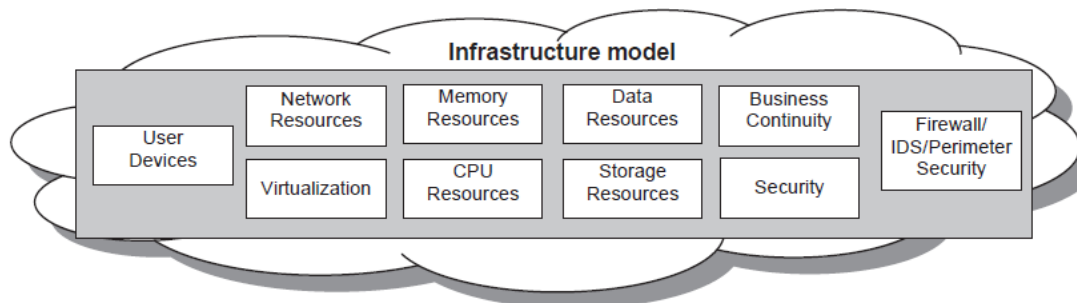 Infrastructure model
User
Devices
Network
Resources
Memory
Resources
Data
Resources
Business
Continuity
Firewall/
IDS/Perimeter
Security
Virtualization
CPU
Resources
Storage
Resources
Security